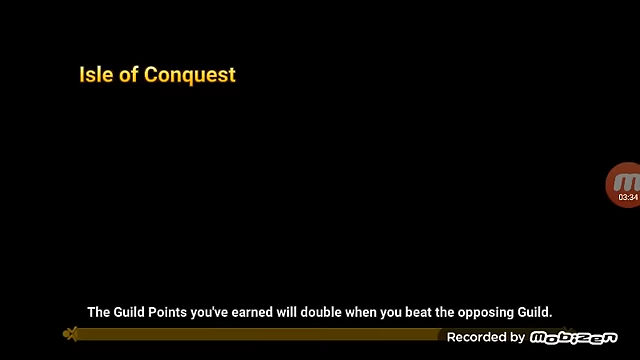 Isle of Conquest
03:34
The Guild Points you've earned will double when you beat the opposing Guild.
Recorded by Mobizen